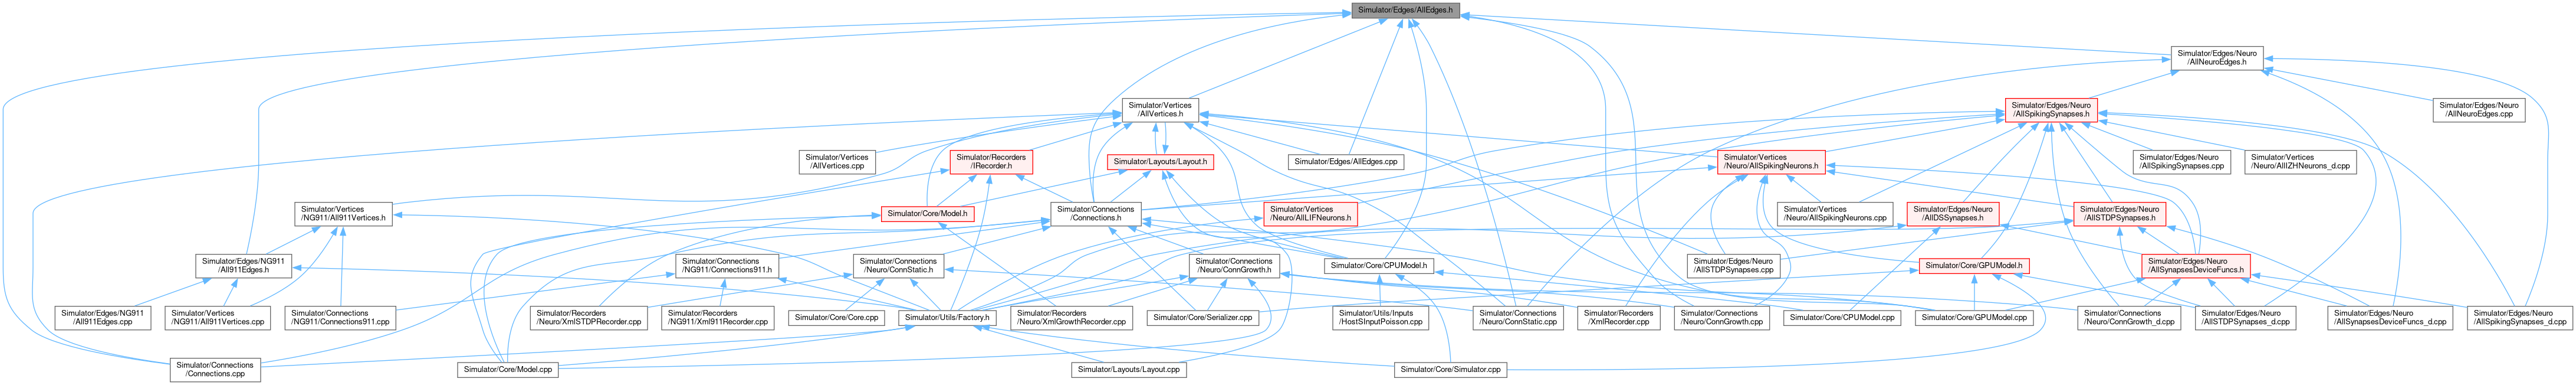 Simulator/Edges/AllEdges.h
Simulator/Edges/Neuro
/AllNeuroEdges.h
Simulator/Vertices
/AllVertices.h
Simulator/Edges/Neuro
/AllSpikingSynapses.h
Simulator/Edges/Neuro
/AllNeuroEdges.cpp
Simulator/Vertices
/AllVertices.cpp
Simulator/Recorders
/IRecorder.h
Simulator/Layouts/Layout.h
Simulator/Edges/AllEdges.cpp
Simulator/Vertices
/Neuro/AllSpikingNeurons.h
Simulator/Edges/Neuro
/AllSpikingSynapses.cpp
Simulator/Vertices
/Neuro/AllIZHNeurons_d.cpp
Simulator/Vertices
/NG911/All911Vertices.h
Simulator/Core/Model.h
Simulator/Connections
/Connections.h
Simulator/Vertices
/Neuro/AllLIFNeurons.h
Simulator/Vertices
/Neuro/AllSpikingNeurons.cpp
Simulator/Edges/Neuro
/AllDSSynapses.h
Simulator/Edges/Neuro
/AllSTDPSynapses.h
Simulator/Edges/NG911
/All911Edges.h
Simulator/Connections
/NG911/Connections911.h
Simulator/Connections
/Neuro/ConnStatic.h
Simulator/Connections
/Neuro/ConnGrowth.h
Simulator/Core/CPUModel.h
Simulator/Edges/Neuro
/AllSTDPSynapses.cpp
Simulator/Core/GPUModel.h
Simulator/Edges/Neuro
/AllSynapsesDeviceFuncs.h
Simulator/Edges/NG911
/All911Edges.cpp
Simulator/Vertices
/NG911/All911Vertices.cpp
Simulator/Connections
/NG911/Connections911.cpp
Simulator/Recorders
/Neuro/XmlSTDPRecorder.cpp
Simulator/Recorders
/NG911/Xml911Recorder.cpp
Simulator/Core/Core.cpp
Simulator/Utils/Factory.h
Simulator/Recorders
/Neuro/XmlGrowthRecorder.cpp
Simulator/Core/Serializer.cpp
Simulator/Utils/Inputs
/HostSInputPoisson.cpp
Simulator/Connections
/Neuro/ConnStatic.cpp
Simulator/Recorders
/XmlRecorder.cpp
Simulator/Connections
/Neuro/ConnGrowth.cpp
Simulator/Core/CPUModel.cpp
Simulator/Core/GPUModel.cpp
Simulator/Connections
/Neuro/ConnGrowth_d.cpp
Simulator/Edges/Neuro
/AllSTDPSynapses_d.cpp
Simulator/Edges/Neuro
/AllSynapsesDeviceFuncs_d.cpp
Simulator/Edges/Neuro
/AllSpikingSynapses_d.cpp
Simulator/Connections
/Connections.cpp
Simulator/Core/Model.cpp
Simulator/Layouts/Layout.cpp
Simulator/Core/Simulator.cpp